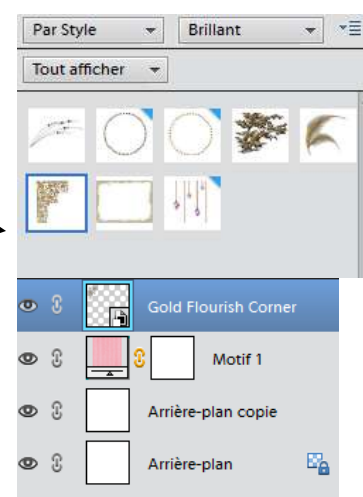 Par Style Brillant
Tout afficher
Gold Flourish Corner
Motif 1
Arrière-plan copie
Arrière-plan